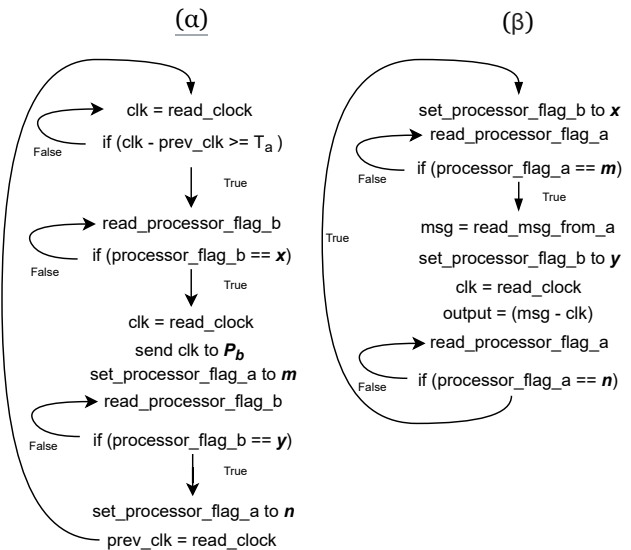 (α)
clk = read_clock
if (clk - prev_clk >= Ta )
False
True
read_processor_flag_b
if (processor_flag_b == x)
False
True
clk = read_clock
send clk to Pb
set_processor_flag_a to m
read_processor_flag_b
if (processor_flag_b == y)
False
True
set_processor_flag_a to n
prev_clk = read_clock
(β)
set_processor_flag_b to x
read_processor_flag_a
if (processor_flag_a == m)
False
True
msg = read_msg_from_a
True
set_processor_flag_b to y
clk = read_clock
output = (msg - clk)
read_processor_flag_a
if (processor_flag_a == n)
False